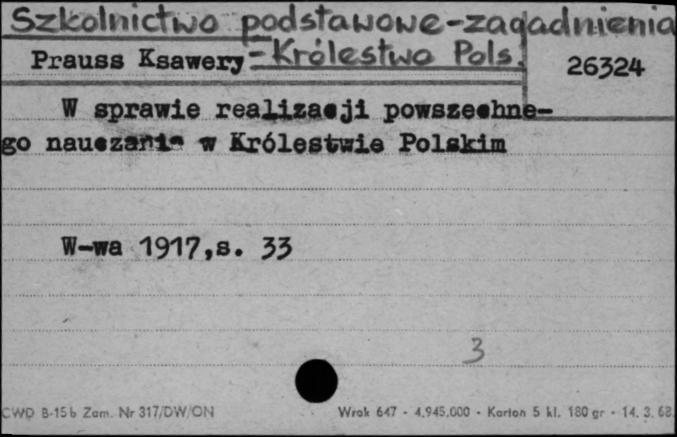 Szkolnictwo podstawowe-zagadnienia
Prauss Ksawery -Królestwo Pols.
26324
W sprawie realizacji powszechne-
go nauczania w Królestwie Polskim
W-wa 1917,s. 33
3
CWD B-15b Zam. Nr 317/DW/ON Wrok 647 - 4.945.000 - Karton 5 kl. 180 gr - 14. 3. 68.